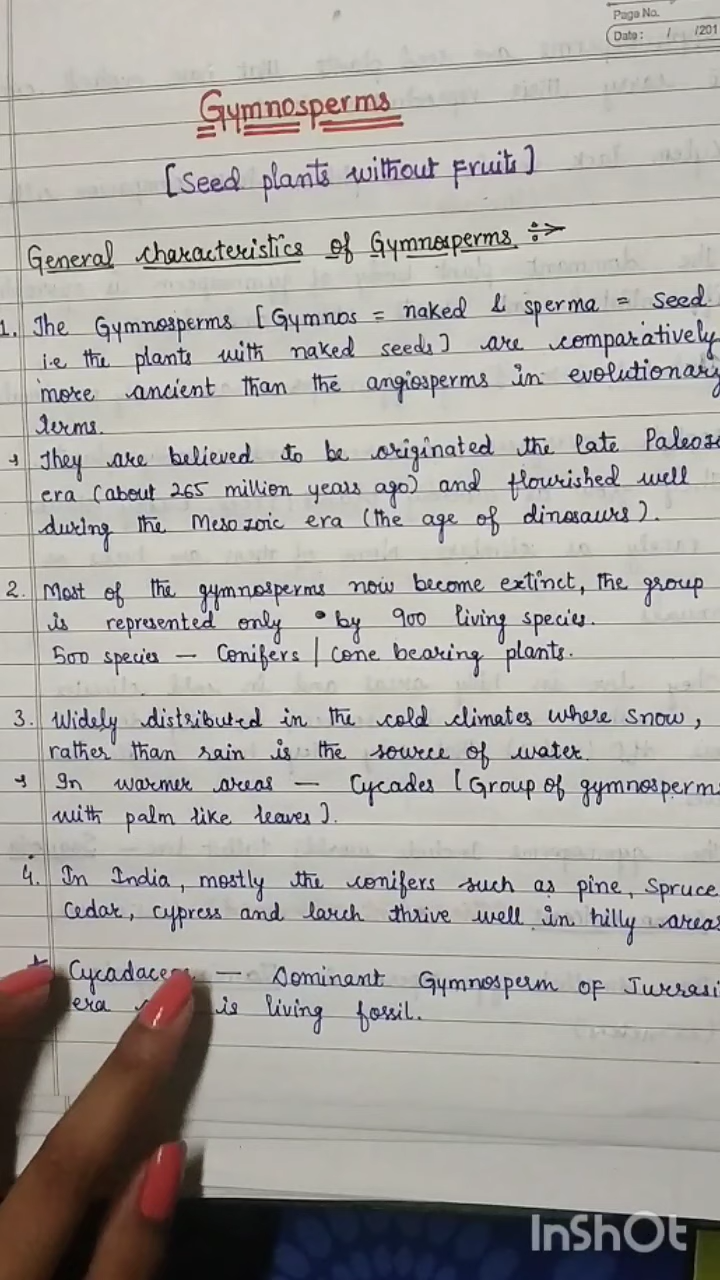 Page No.
Date: / /201
Gymnosperms
[Seed plants without Fruits]
General characteristics of Gymnosperms :->
1. The Gymnosperms [Gymnos = naked & sperma = seed
i.e the plants with naked seeds] are comparatively
more ancient than the angiosperms in evolutionary
terms.
→ They are believed to be originated the late Paleozo
era (about 265 million years ago) and flourished well
during the Mesozoic era (the age of dinosaurs).
2. Most of the gymnosperms now become extinct, the group
is represented only by 900 living species.
500 species — Conifers / Cone bearing plants.
3. Widely distributed in the cold climates where snow,
rather than rain is the source of water.
→ In warmer areas — Cycades [Group of gymnosperms
with palm like leaves].
4. In India, mostly the conifers such as pine, Spruce
Cedar, cypress and larch thrive well in hilly areas
Cycadaceae — Dominant Gymnosperm of Jurrasi
era is living fossil.
InShOt